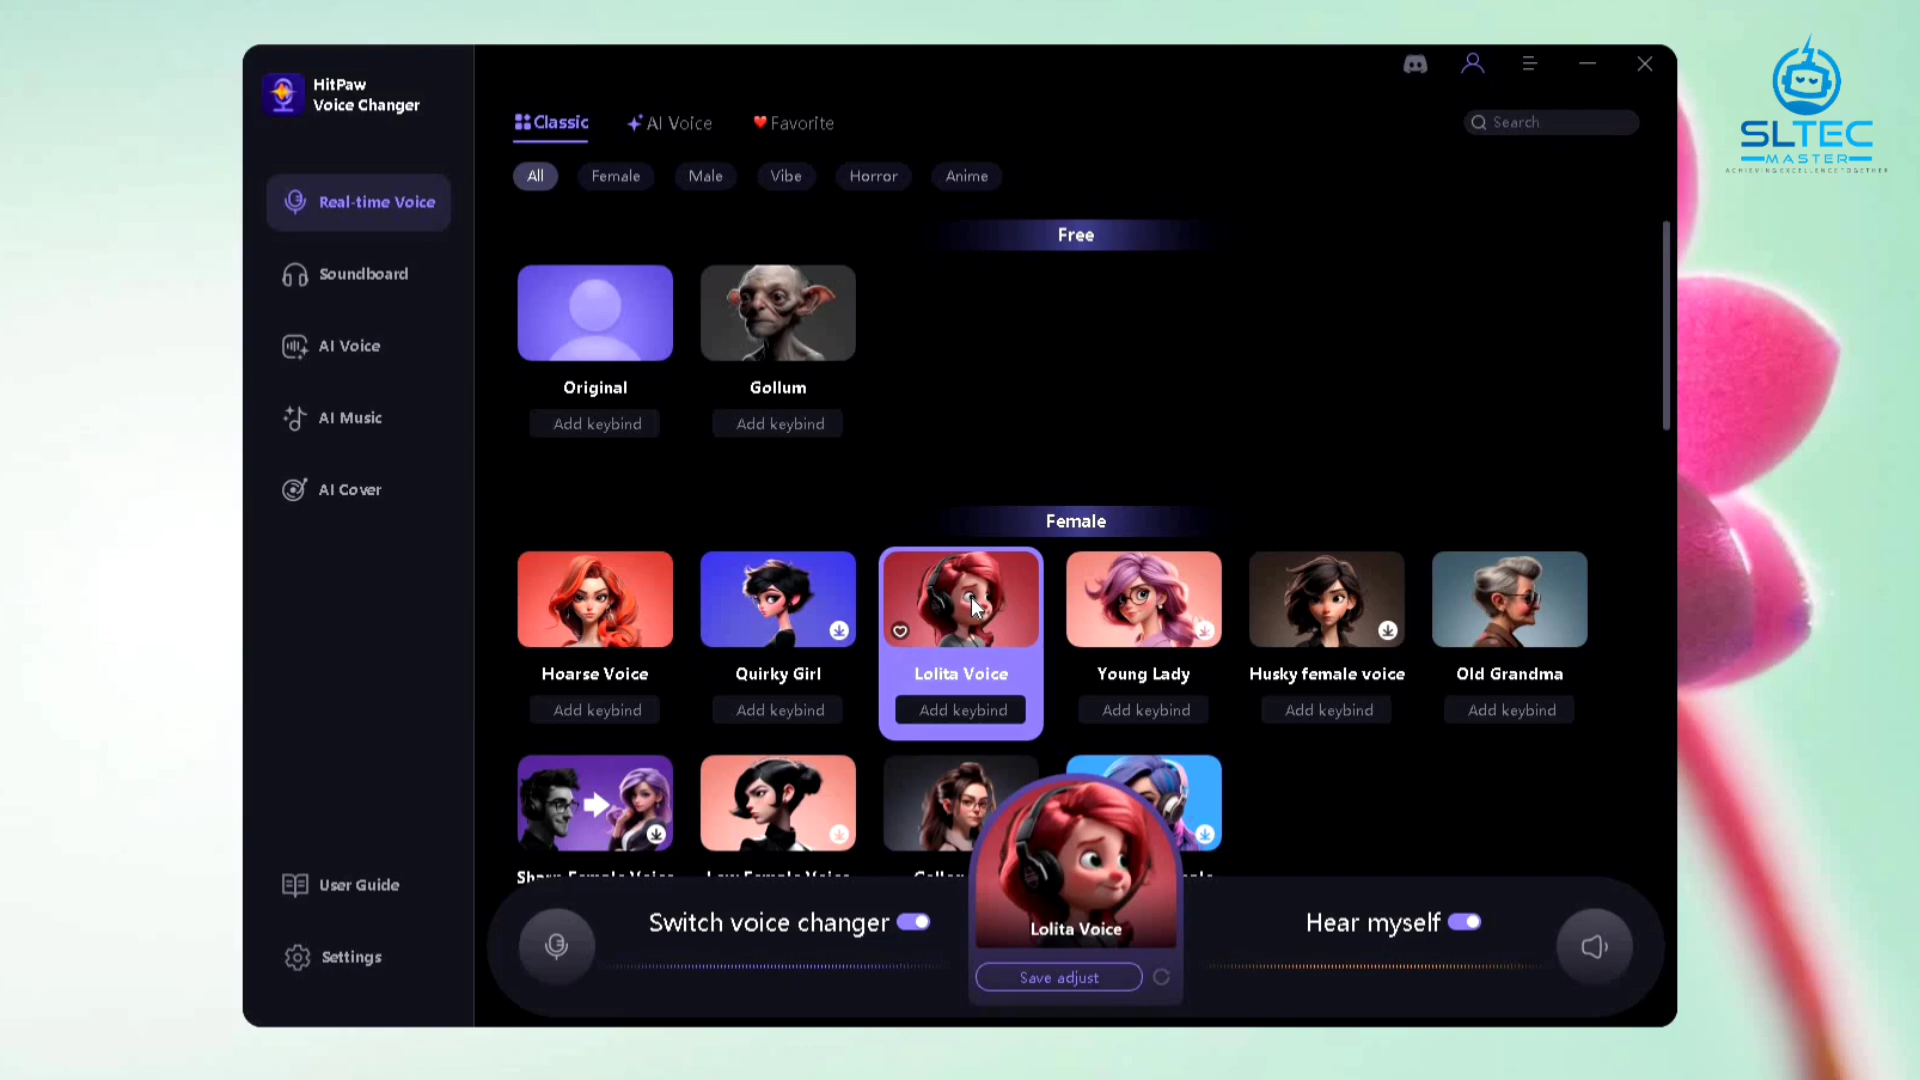 HitPaw
Voice Changer
Classic
AI Voice
Favorite
Search
SLTEC
MASTER
ACHIEVING EXCELLENCE TOGETHER
All
Female
Male
Vibe
Horror
Anime
Real-time Voice
Soundboard
AI Voice
AI Music
AI Cover
User Guide
Settings
Free
Original
Gollum
Add keybind
Add keybind
Female
Hoarse Voice
Quirky Girl
Lolita Voice
Young Lady
Husky female voice
Old Grandma
Add keybind
Add keybind
Add keybind
Add keybind
Add keybind
Add keybind
Switch voice changer
Lolita Voice
Save adjust
Hear myself